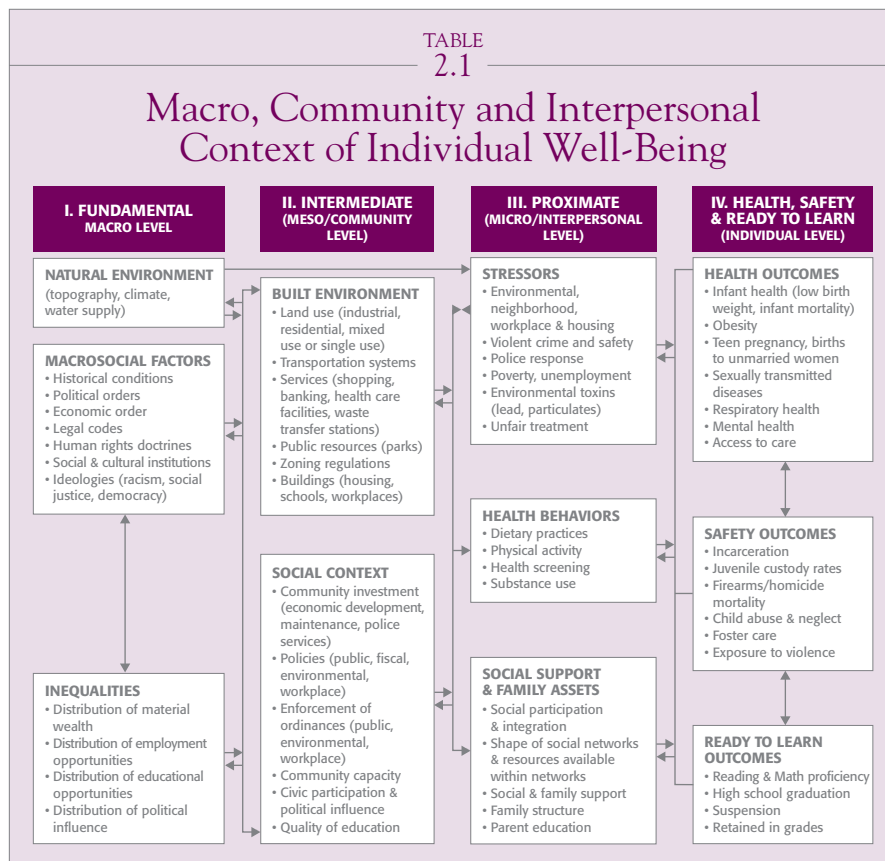 TABLE
2.1
Macro, Community and Interpersonal
Context of Individual Well-Being
I. FUNDAMENTAL
MACRO LEVEL
NATURAL ENVIRONMENT
(topography, climate,
water supply)
MACROSOCIAL FACTORS
• Historical conditions
• Political orders
• Economic order
• Legal codes
• Human rights doctrines
• Social & cultural institutions
• Ideologies (racism, social
justice, democracy)
INEQUALITIES
• Distribution of material
wealth
• Distribution of employment
opportunities
• Distribution of educational
opportunities
• Distribution of political
influence
II. INTERMEDIATE
(MESO/COMMUNITY
LEVEL)
BUILT ENVIRONMENT
• Land use (industrial,
residential, mixed
use or single use)
• Transportation systems
• Services (shopping,
banking, health care
facilities, waste
transfer stations)
• Public resources (parks)
• Zoning regulations
• Buildings (housing,
schools, workplaces)
SOCIAL CONTEXT
• Community investment
(economic development,
maintenance, police
services)
• Policies (public, fiscal,
environmental,
workplace)
• Enforcement of
ordinances (public,
environmental,
workplace)
• Community capacity
• Civic participation &
political influence
• Quality of education
III. PROXIMATE
(MICRO/INTERPERSONAL
LEVEL)
STRESSORS
• Environmental,
neighborhood,
workplace & housing
• Violent crime and safety
• Police response
• Poverty, unemployment
• Environmental toxins
(lead, particulates)
• Unfair treatment
HEALTH BEHAVIORS
• Dietary practices
• Physical activity
• Health screening
• Substance use
SOCIAL SUPPORT
& FAMILY ASSETS
• Social participation
& integration
• Shape of social networks
& resources available
within networks
• Social & family support
• Family structure
• Parent education
IV. HEALTH, SAFETY
& READY TO LEARN
(INDIVIDUAL LEVEL)
HEALTH OUTCOMES
• Infant health (low birth
weight, infant mortality)
• Obesity
• Teen pregnancy, births
to unmarried women
• Sexually transmitted
diseases
• Respiratory health
• Mental health
• Access to care
SAFETY OUTCOMES
• Incarceration
• Juvenile custody rates
• Firearms/homicide
mortality
• Child abuse & neglect
• Foster care
• Exposure to violence
READY TO LEARN
OUTCOMES
• Reading & Math proficiency
• High school graduation
• Suspension
• Retained in grades